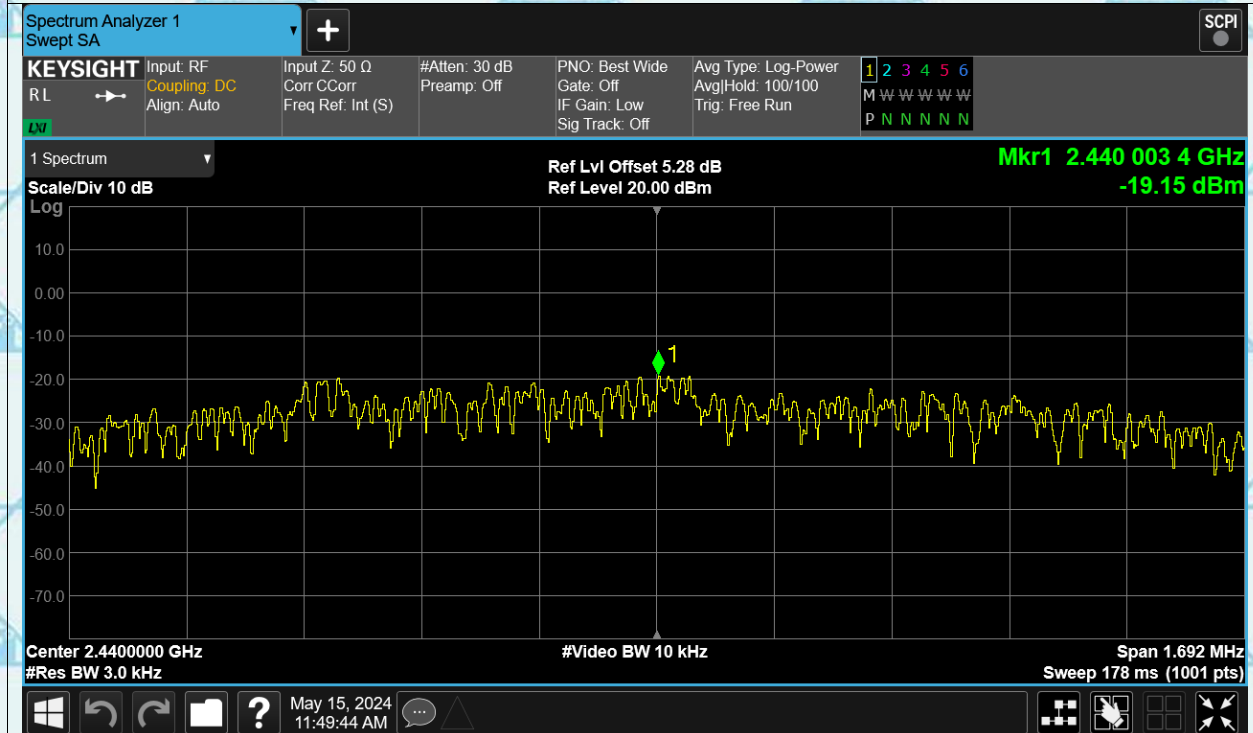 Spectrum Analyzer 1
Swept SA
SCPI
KEYSIGHT
R L
LXI
Input: RF
Coupling: DC
Align: Auto
Input Z: 50 Ω
Corr CCorr
Freq Ref: Int (S)
#Atten: 30 dB
Preamp: Off
PNO: Best Wide
Gate: Off
IF Gain: Low
Sig Track: Off
Avg Type: Log-Power
Avg|Hold: 100/100
Trig: Free Run
1 2 3 4 5 6
M W W W W W
P N N N N N
1 Spectrum
Scale/Div 10 dB
Log
Ref Lvl Offset 5.28 dB
Ref Level 20.00 dBm
Mkr1 2.440 003 4 GHz
-19.15 dBm
10.0
0.00
-10.0
1
-20.0
-30.0
-40.0
-50.0
-60.0
-70.0
Center 2.4400000 GHz
#Res BW 3.0 kHz
#Video BW 10 kHz
Span 1.692 MHz
Sweep 178 ms (1001 pts)
?
May 15, 2024
11:49:44 AM